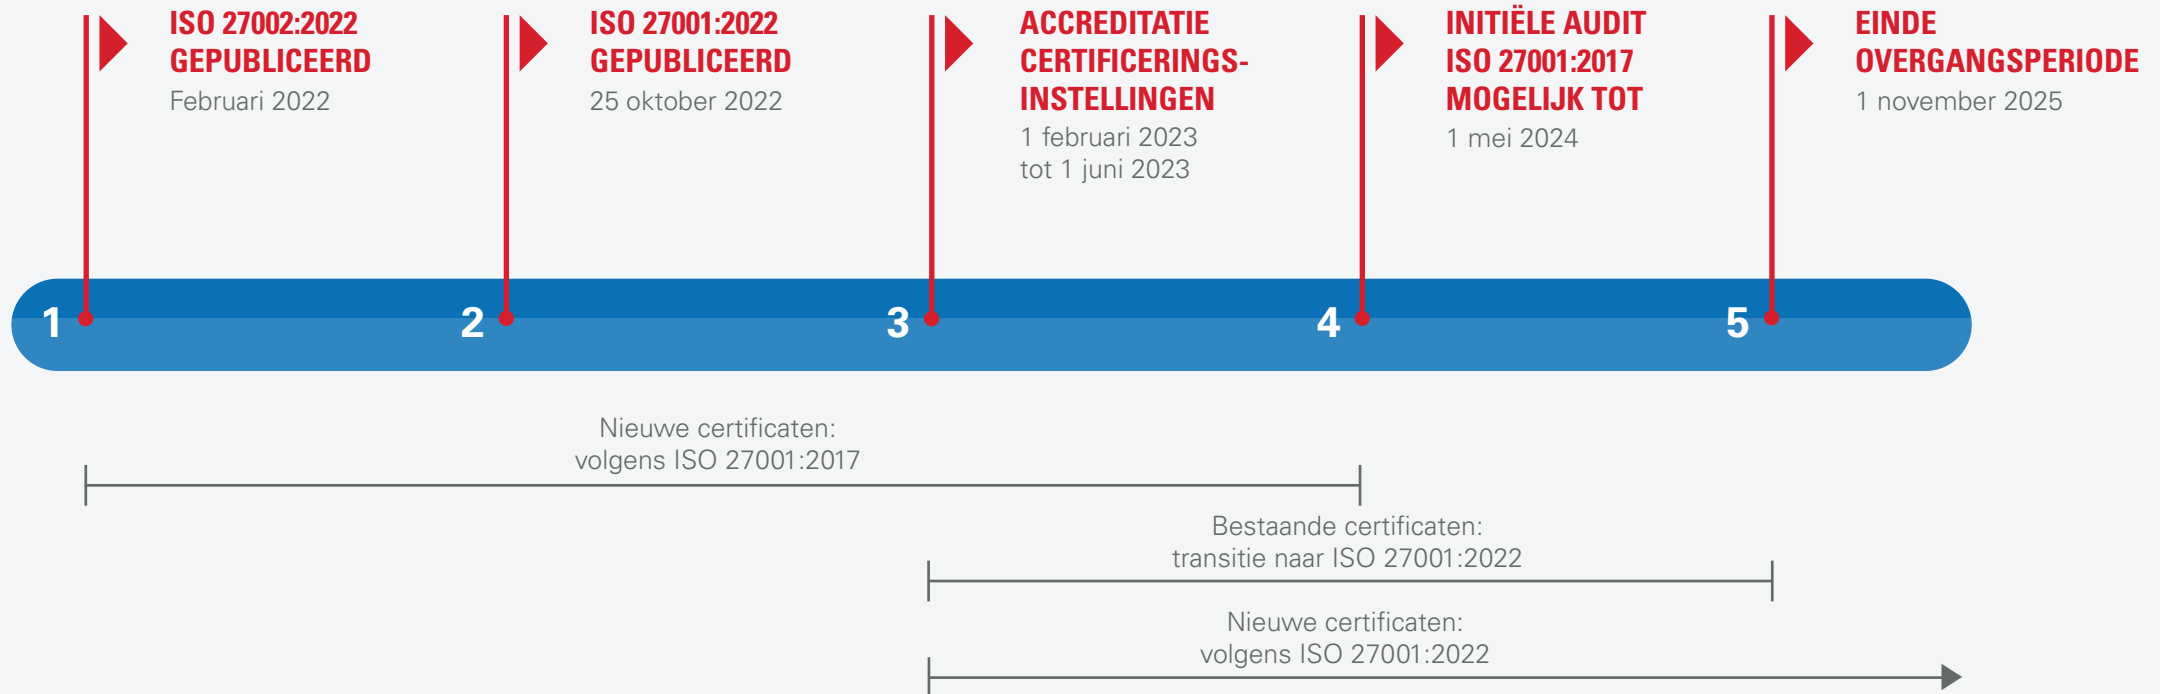 ISO 27002:2022
GEPUBLICEERD
Februari 2022
ISO 27001:2022
GEPUBLICEERD
25 oktober 2022
ACCREDITATIE
CERTIFICERINGS-
INSTELLINGEN
1 februari 2023
tot 1 juni 2023
INITIËLE AUDIT
ISO 27001:2017
MOGELIJK TOT
1 mei 2024
EINDE
OVERGANGSPERIODE
1 november 2025
1
2
3
4
5
Nieuwe certificaten:
volgens ISO 27001:2017
Bestaande certificaten:
transitie naar ISO 27001:2022
Nieuwe certificaten:
volgens ISO 27001:2022